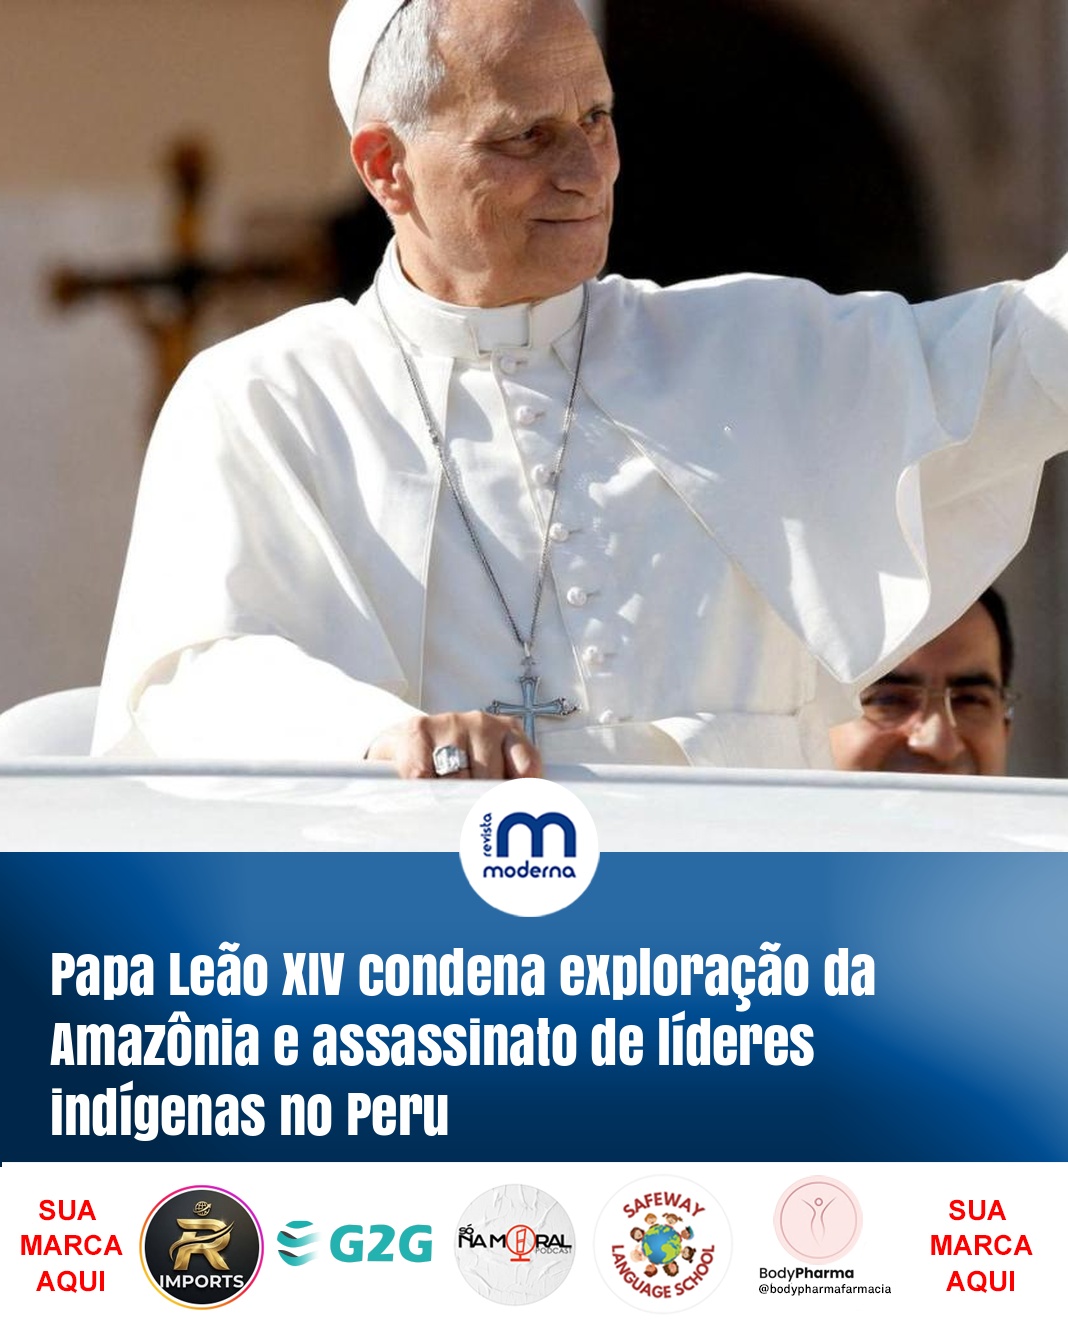 revista
m
moderna
Papa Leão XIV condena exploração da
Amazônia e assassinato de líderes
indígenas no Peru
SUA
MARCA
AQUI
R
IMPORTS
G2G
SÓ
NA MORAL
PODCAST
SAFEWAY
LANGUAGE SCHOOL
BodyPharma
@bodypharmafarmacia
SUA
MARCA
AQUI